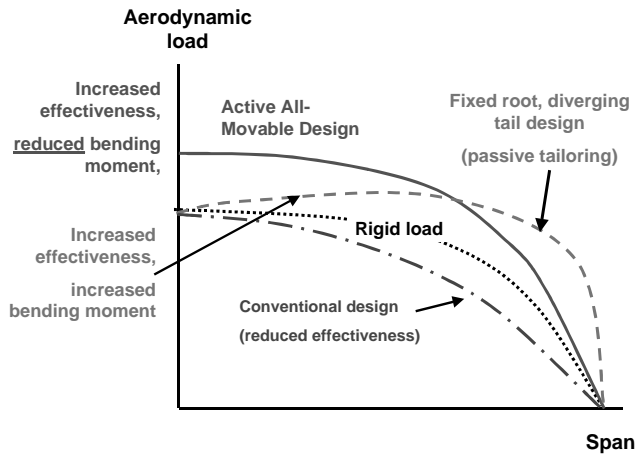 Aerodynamic
load
Increased
effectiveness,
reduced bending
moment,
Active All-
Movable Design
Fixed root, diverging
tail design
(passive tailoring)
Rigid load
Increased
effectiveness,
increased
bending moment
Conventional design
(reduced effectiveness)
Span